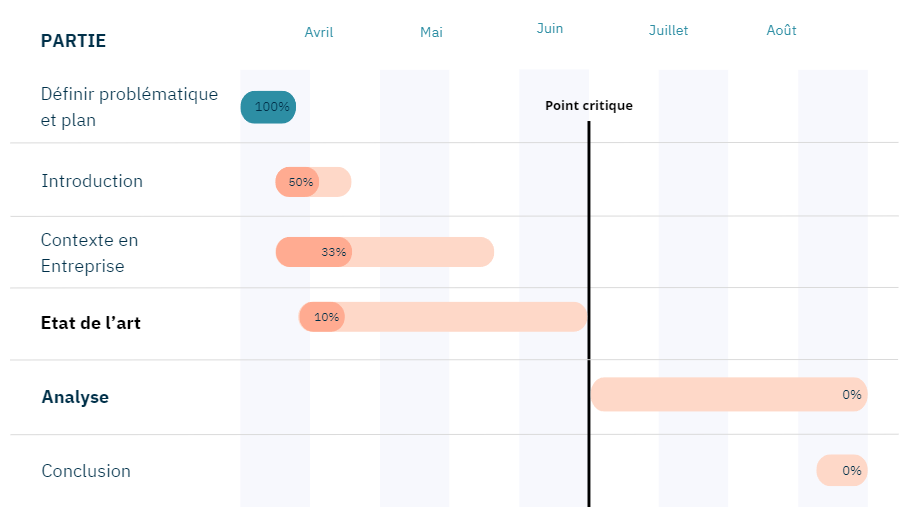 PARTIE
Avril
Mai
Juin
Juillet
Août
Définir problématique
et plan
100%
Point critique
Introduction
50%
Contexte en
Entreprise
33%
Etat de l’art
10%
Analyse
0%
Conclusion
0%